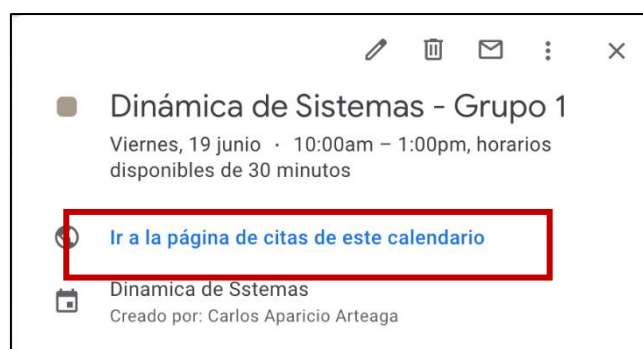 Dinámica de Sistemas - Grupo 1
Viernes, 19 junio · 10:00am – 1:00pm, horarios
disponibles de 30 minutos
Ir a la página de citas de este calendario
Dinamica de Sstemas
Creado por: Carlos Aparicio Arteaga